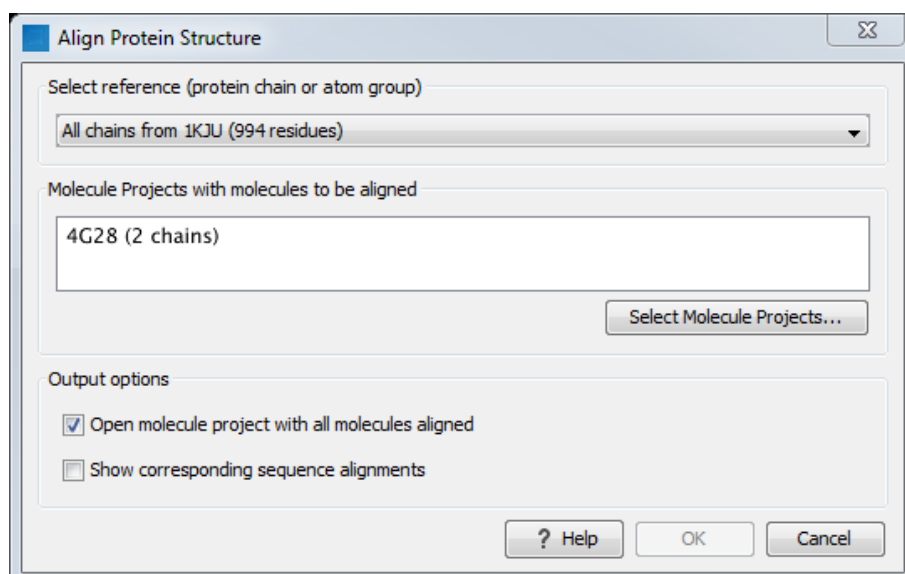 Align Protein Structure
Select reference (protein chain or atom group)
All chains from 1KJU (994 residues)
Molecule Projects with molecules to be aligned
4G28 (2 chains)
Select Molecule Projects...
Output options
Open molecule project with all molecules aligned
Show corresponding sequence alignments
? Help OK Cancel